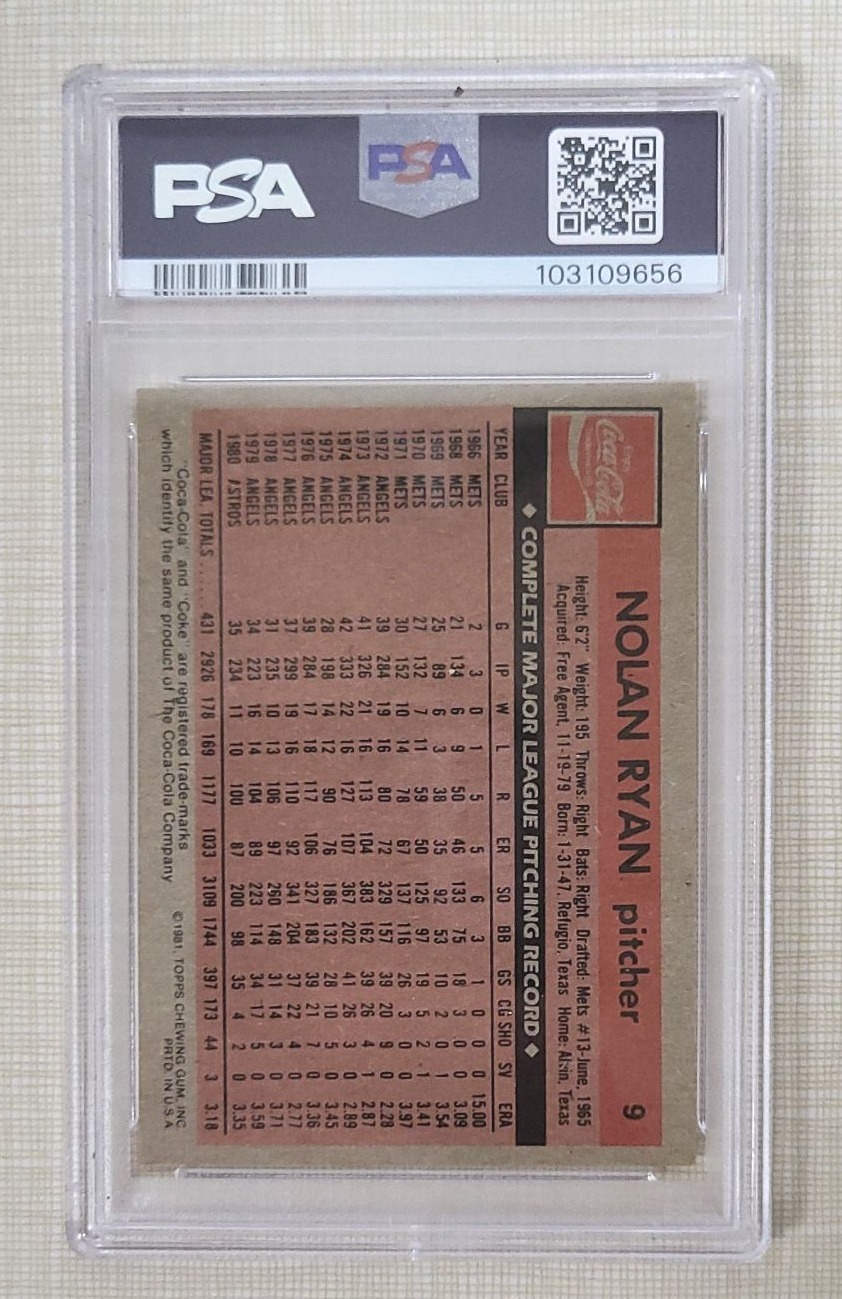 PSA
PSA
103109656
Enjoy
Coca-Cola
NOLAN RYAN pitcher 9
Height: 6'2" Weight: 195 Throws: Right Bats: Right Drafted: Mets #13-June, 1965
Acquired: Free Agent, 11-19-79 Born: 1-31-47, Refugio, Texas Home: Alvin, Texas
◆ COMPLETE MAJOR LEAGUE PITCHING RECORD ◆
YEAR CLUB G IP W L R ER SO BB GS CG SHO SV ERA
1966 METS 2 3 0 1 5 5 6 3 1 0 0 0 15.00
1968 METS 21 134 6 9 50 46 133 75 18 3 0 0 3.09
1969 METS 25 89 6 3 38 35 92 53 10 2 0 1 3.54
1970 METS 27 132 7 11 59 50 125 97 19 5 2 1 3.41
1971 METS 30 152 10 14 78 67 137 116 26 3 0 0 3.97
1972 ANGELS 39 284 19 16 80 72 329 157 39 20 9 0 2.28
1973 ANGELS 41 326 21 16 113 104 383 162 39 26 4 1 2.87
1974 ANGELS 42 333 22 16 127 107 367 202 41 26 3 0 2.89
1975 ANGELS 28 198 14 12 90 76 186 132 28 10 5 0 3.45
1976 ANGELS 39 284 17 18 117 106 327 183 39 21 7 0 3.36
1977 ANGELS 37 299 19 16 110 92 341 204 37 22 4 0 2.77
1978 ANGELS 31 235 10 13 106 97 260 148 31 14 3 0 3.71
1979 ANGELS 34 223 16 14 104 89 223 114 34 17 5 0 3.59
1980 ASTROS 35 234 11 10 100 87 200 98 35 4 2 0 3.35
MAJOR LEA. TOTALS ..... 431 2926 178 169 1177 1033 3109 1744 397 173 44 3 3.18
"Coca-Cola" and "Coke" are registered trade-marks
which identify the same product of The Coca-Cola Company
©1981, TOPPS CHEWING GUM, INC.
PRTD. IN U.S.A.